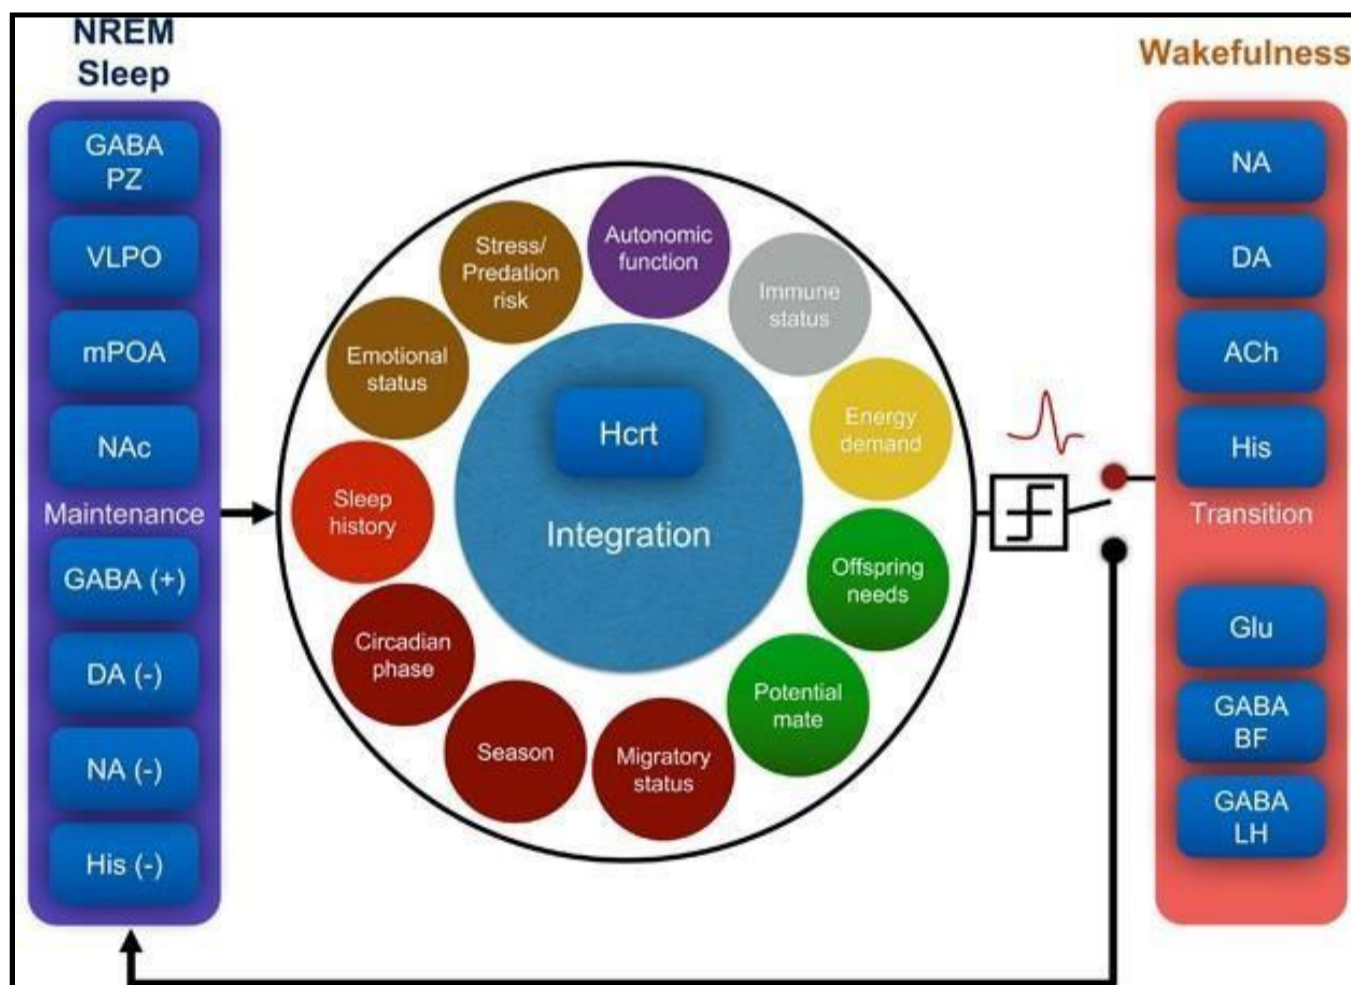 NREM
Sleep
GABA
PZ
VLPO
mPOA
NAc
Maintenance
GABA (+)
DA (-)
NA (-)
His (-)
Autonomic
function
Immune
status
Energy
demand
Offspring
needs
Potential
mate
Migratory
status
Season
Circadian
phase
Sleep
history
Emotional
status
Stress/
Predation
risk
Hcrt
Integration
Wakefulness
NA
DA
ACh
His
Transition
Glu
GABA
BF
GABA
LH